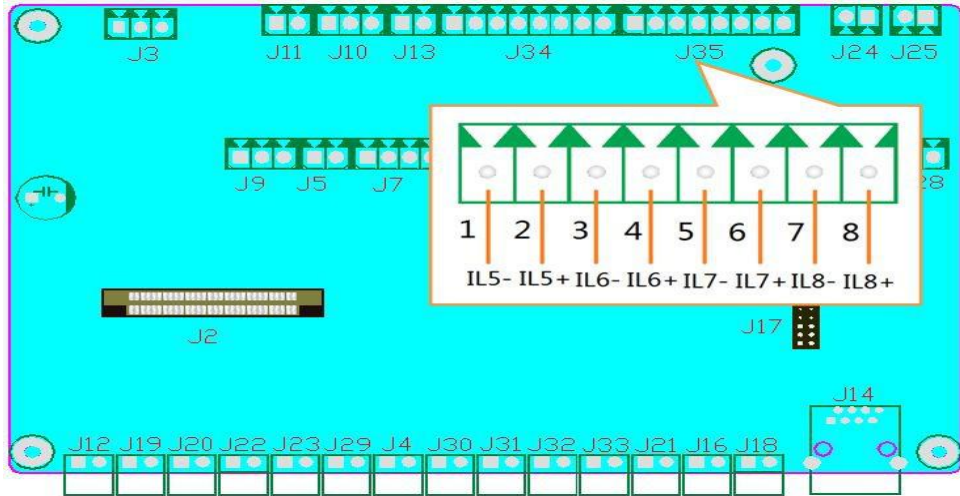 J3 J11 J10 J13 J34 J35 J24 J25
J9 J5 J7 28
1 2 3 4 5 6 7 8
IL5- IL5+ IL6- IL6+ IL7- IL7+ IL8- IL8+
J2 J17
J14
J12 J19 J20 J22 J23 J29 J4 J30 J31 J32 J33 J21 J16 J18